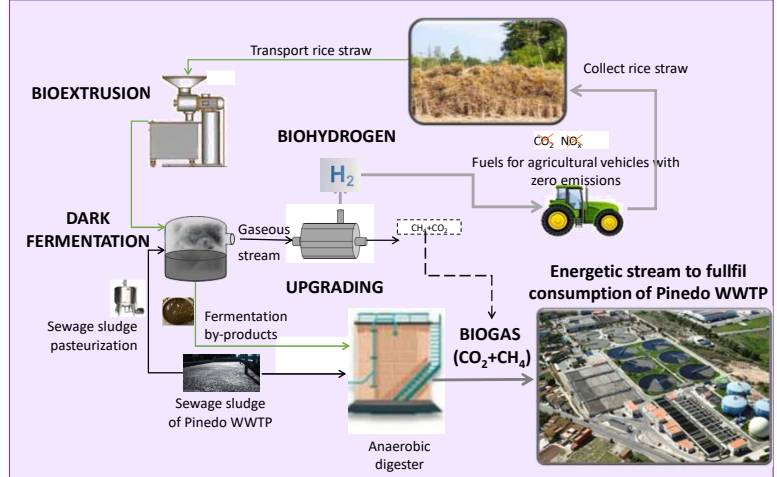 Transport rice straw
Collect rice straw
BIOEXTRUSION
BIOHYDROGEN
CO2 NOx
Fuels for agricultural vehicles with
zero emissions
H2
DARK
FERMENTATION
Gaseous
stream
CH4+CO2
UPGRADING
Energetic stream to fullfil
consumption of Pinedo WWTP
Sewage sludge
pasteurization
Fermentation
by-products
BIOGAS
(CO2+CH4)
Sewage sludge
of Pinedo WWTP
Anaerobic
digester